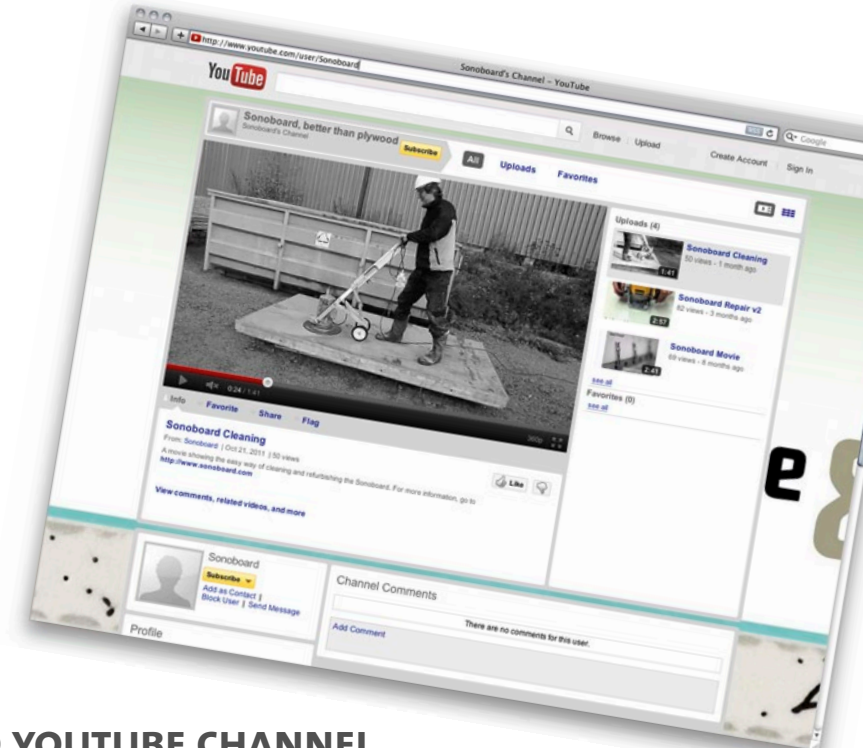 Sonoboard's Channel – YouTube
http://www.youtube.com/user/Sonoboard
RSS
Google
YouTube
Browse
Upload
Create Account
Sign In
Sonoboard, better than plywood
Sonoboard's Channel
Subscribe
All
Uploads
Favorites
0:24 / 1:41
360p
Info
Favorite
Share
Flag
Sonoboard Cleaning
From: Sonoboard | Oct 21, 2011 | 50 views
A movie showing the easy way of cleaning and refurbishing the Sonoboard. For more information, go to:
http://www.sonoboard.com
Like
View comments, related videos, and more
Uploads (4)
Sonoboard Cleaning
50 views - 1 month ago
1:41
Sonoboard Repair v2
82 views - 3 months ago
2:57
Sonoboard Movie
69 views - 8 months ago
2:41
see all
Favorites (0)
see all
e &
Sonoboard
Subscribe
Add as Contact |
Block User | Send Message
Profile
Channel Comments
There are no comments for this user.
Add Comment
YOUTUBE CHANNEL